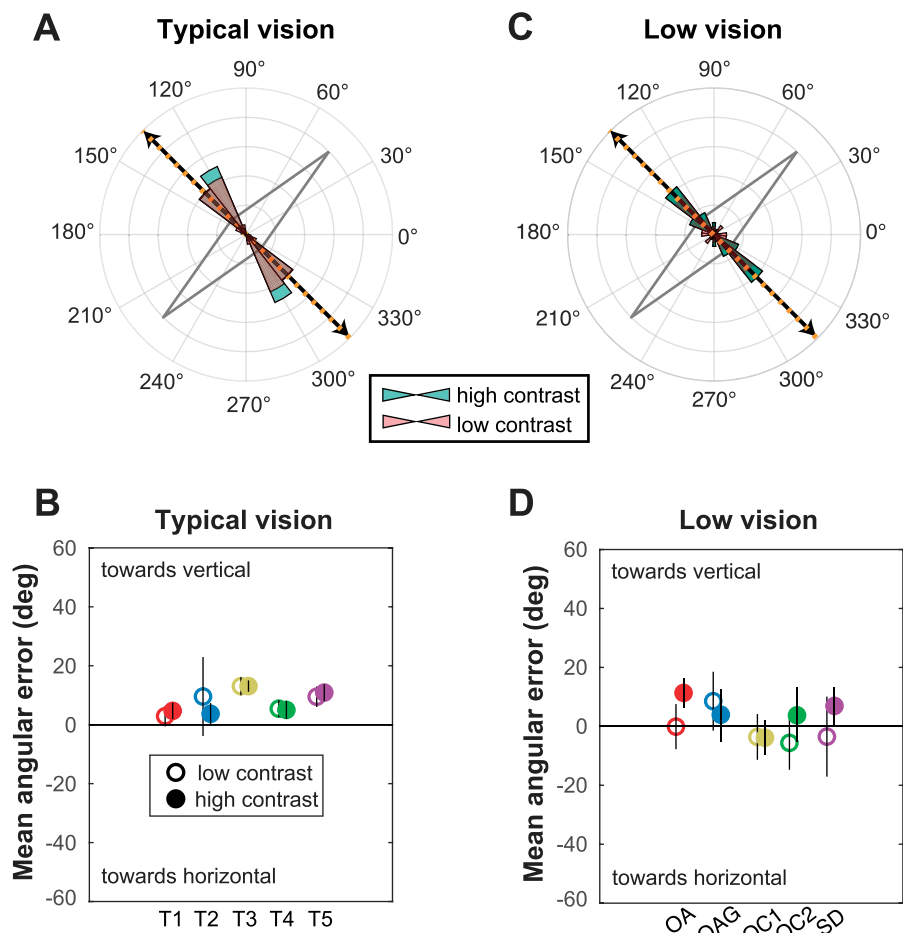 A
Typical vision
90°
120°
60°
150°
30°
180°
0°
210°
330°
240°
300°
270°
C
Low vision
90°
120°
60°
150°
30°
180°
0°
210°
330°
240°
300°
270°
high contrast
low contrast
B
Typical vision
Mean angular error (deg)
60
40
20
0
-20
-40
-60
towards vertical
low contrast
high contrast
towards horizontal
T1 T2 T3 T4 T5
D
Low vision
Mean angular error (deg)
60
40
20
0
-20
-40
-60
towards vertical
towards horizontal
OA OAG OC1 OC2 SD